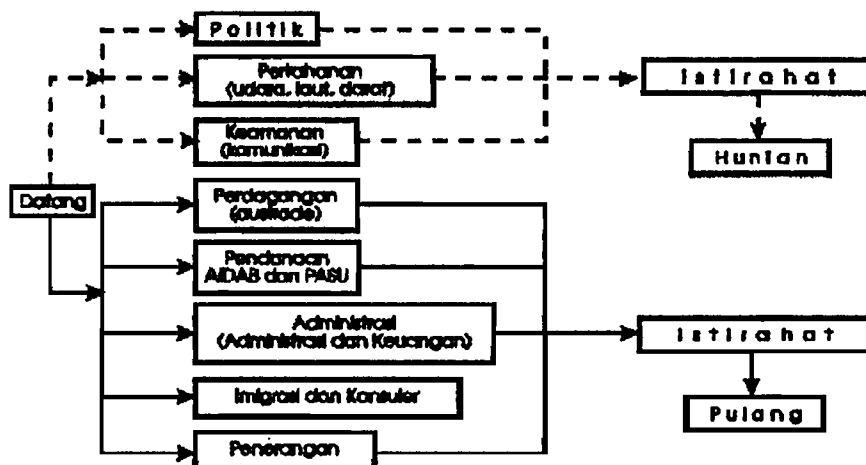 Politik
Pertahanan
(udara, laut, darat)
Istirahat
Keamanan
(komunikasi)
Hunian
Datang
Perdagangan
(austrade)
Pendanaan
AIDAB dan PASU
Administrasi
(Administrasi dan Keuangan)
Istirahat
Imigrasi dan Konsuler
Pulang
Penerangan